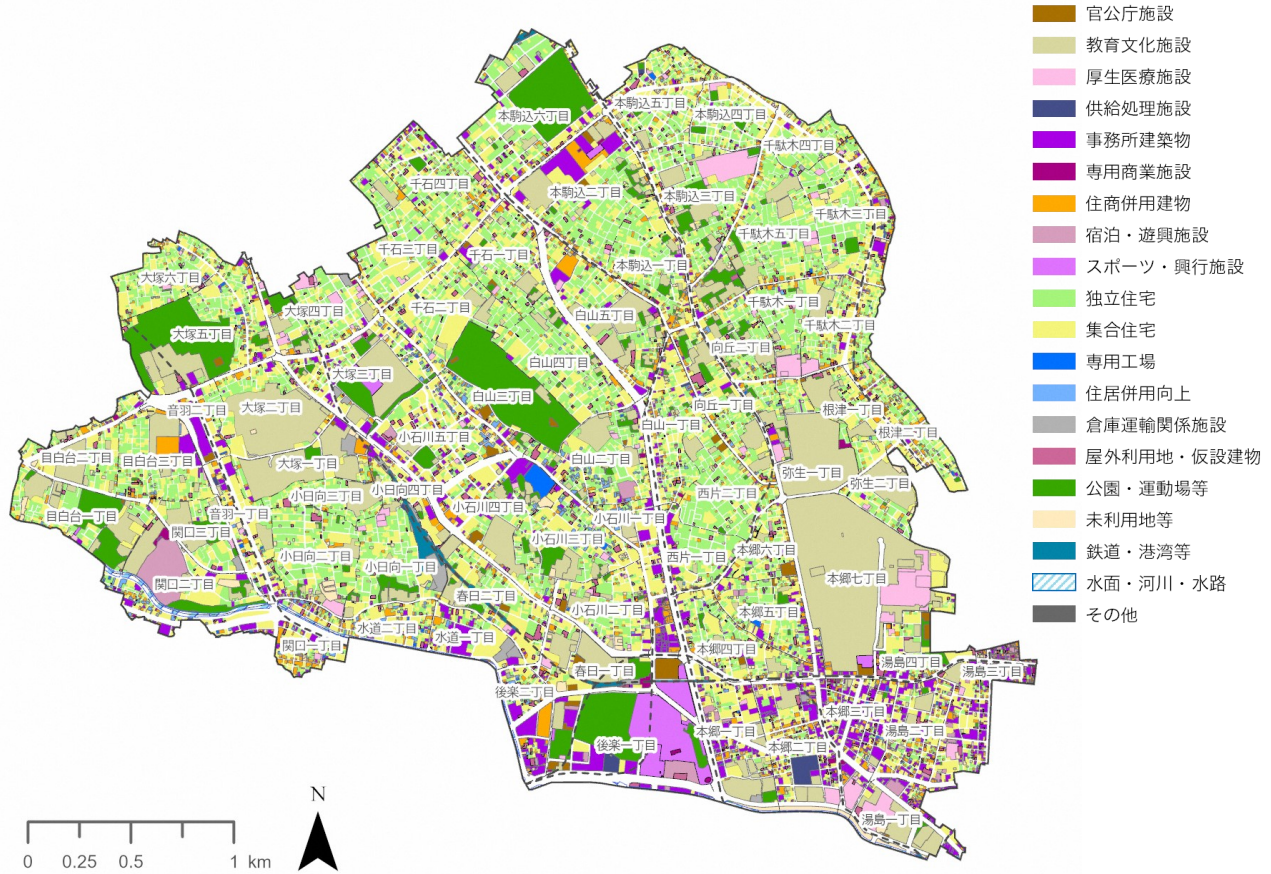 官公庁施設
教育文化施設
厚生医療施設
供給処理施設
事務所建築物
専用商業施設
住商併用建物
宿泊・遊興施設
スポーツ・興行施設
独立住宅
集合住宅
専用工場
住居併用向上
倉庫運輸関係施設
屋外利用地・仮設建物
公園・運動場等
未利用地等
鉄道・港湾等
水面・河川・水路
その他
本駒込六丁目
本駒込五丁目
本駒込四丁目
千駄木四丁目
千石四丁目
本駒込二丁目
本駒込三丁目
千駄木三丁目
千駄木五丁目
千石三丁目
千石一丁目
本駒込一丁目
大塚六丁目
大塚四丁目
千石二丁目
千駄木一丁目
白山五丁目
千駄木二丁目
大塚五丁目
向丘二丁目
白山四丁目
大塚三丁目
白山三丁目
向丘一丁目
音羽二丁目
大塚二丁目
根津一丁目
白山一丁目
根津二丁目
小石川五丁目
目白台二丁目
目白台三丁目
大塚一丁目
白山二丁目
弥生一丁目
弥生二丁目
小日向四丁目
小日向三丁目
西片二丁目
小石川四丁目
目白台一丁目
音羽一丁目
小石川一丁目
関口三丁目
小石川三丁目
本郷六丁目
小日向二丁目
西片一丁目
小日向一丁目
関口二丁目
本郷七丁目
春日二丁目
小石川二丁目
本郷五丁目
水道二丁目
水道一丁目
関口一丁目
本郷四丁目
湯島四丁目
春日一丁目
湯島三丁目
後楽二丁目
本郷三丁目
本郷一丁目
湯島二丁目
後楽一丁目
本郷二丁目
湯島一丁目
N
0 0.25 0.5 1 km